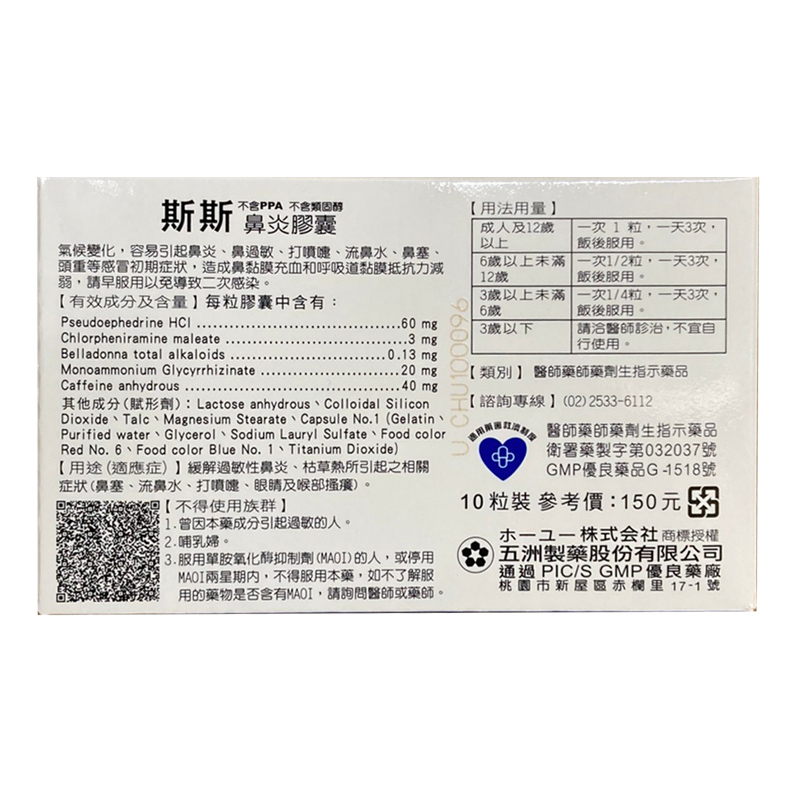 斯斯 不含PPA 不含類固醇
鼻炎膠囊
氣候變化，容易引起鼻炎、鼻過敏、打噴嚏、流鼻水、鼻塞、
頭重等感冒初期症狀，造成鼻黏膜充血和呼吸道黏膜抵抗力減
弱，請早服用以免導致二次感染。
【有效成分及含量】每粒膠囊中含有：
Pseudoephedrine HCl ........................ 60 mg
Chlorpheniramine maleate ........................ 3 mg
Belladonna total alkaloids ........................ 0.13 mg
Monoammonium Glycyrrhizinate ........................ 20 mg
Caffeine anhydrous ........................ 40 mg
其他成分(賦形劑)：Lactose anhydrous、Colloidal Silicon
Dioxide、Talc、Magnesium Stearate、Capsule No.1 (Gelatin、
Purified water、Glycerol、Sodium Lauryl Sulfate、Food color
Red No. 6、Food color Blue No. 1、Titanium Dioxide)
【用途(適應症)】緩解過敏性鼻炎、枯草熱所引起之相關
症狀(鼻塞、流鼻水、打噴嚏、眼睛及喉部搔癢)。
【不得使用族群】
1.曾因本藥成分引起過敏的人。
2.哺乳婦。
3.服用單胺氧化酶抑制劑(MAOI)的人，或停用
MAOI兩星期內，不得服用本藥，如不了解服
用的藥物是否含有MAOI，請詢問醫師或藥師。
U CHU100096
【用法用量】
成人及12歲以上 一次 1 粒，一天3次，飯後服用。
6歲以上未滿12歲 一次1/2粒，一天3次，飯後服用。
3歲以上未滿6歲 一次1/4粒，一天3次，飯後服用。
3歲以下 請洽醫師診治，不宜自行使用。
【類別】 醫師藥師藥劑生指示藥品
【諮詢專線】(02)2533-6112
適用藥害救濟制度
醫師藥師藥劑生指示藥品
衛署藥製字第032037號
GMP優良藥品G-1518號
10粒裝 參考價：150元
ホーユー株式会社 商標授權
五洲製藥股份有限公司
通過 PIC/S GMP優良藥廠
桃園市新屋區赤欄里 17-1號